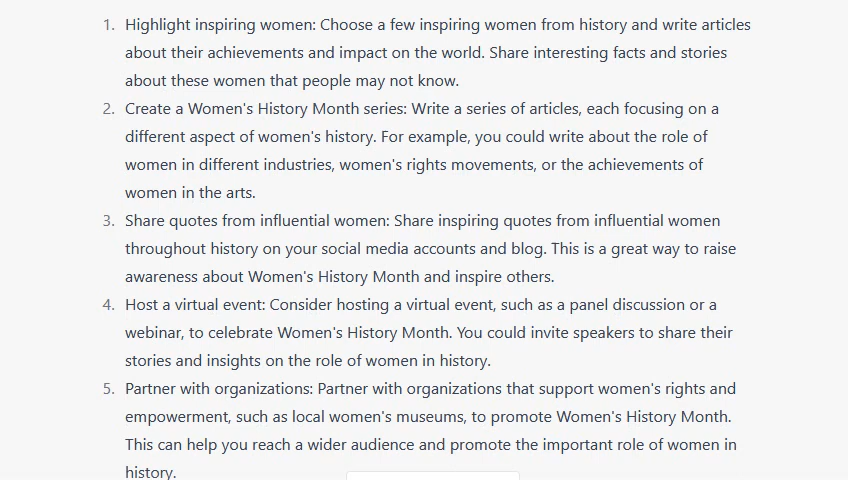 1. Highlight inspiring women: Choose a few inspiring women from history and write articles
about their achievements and impact on the world. Share interesting facts and stories
about these women that people may not know.
2. Create a Women's History Month series: Write a series of articles, each focusing on a
different aspect of women's history. For example, you could write about the role of
women in different industries, women's rights movements, or the achievements of
women in the arts.
3. Share quotes from influential women: Share inspiring quotes from influential women
throughout history on your social media accounts and blog. This is a great way to raise
awareness about Women's History Month and inspire others.
4. Host a virtual event: Consider hosting a virtual event, such as a panel discussion or a
webinar, to celebrate Women's History Month. You could invite speakers to share their
stories and insights on the role of women in history.
5. Partner with organizations: Partner with organizations that support women's rights and
empowerment, such as local women's museums, to promote Women's History Month.
This can help you reach a wider audience and promote the important role of women in
history.